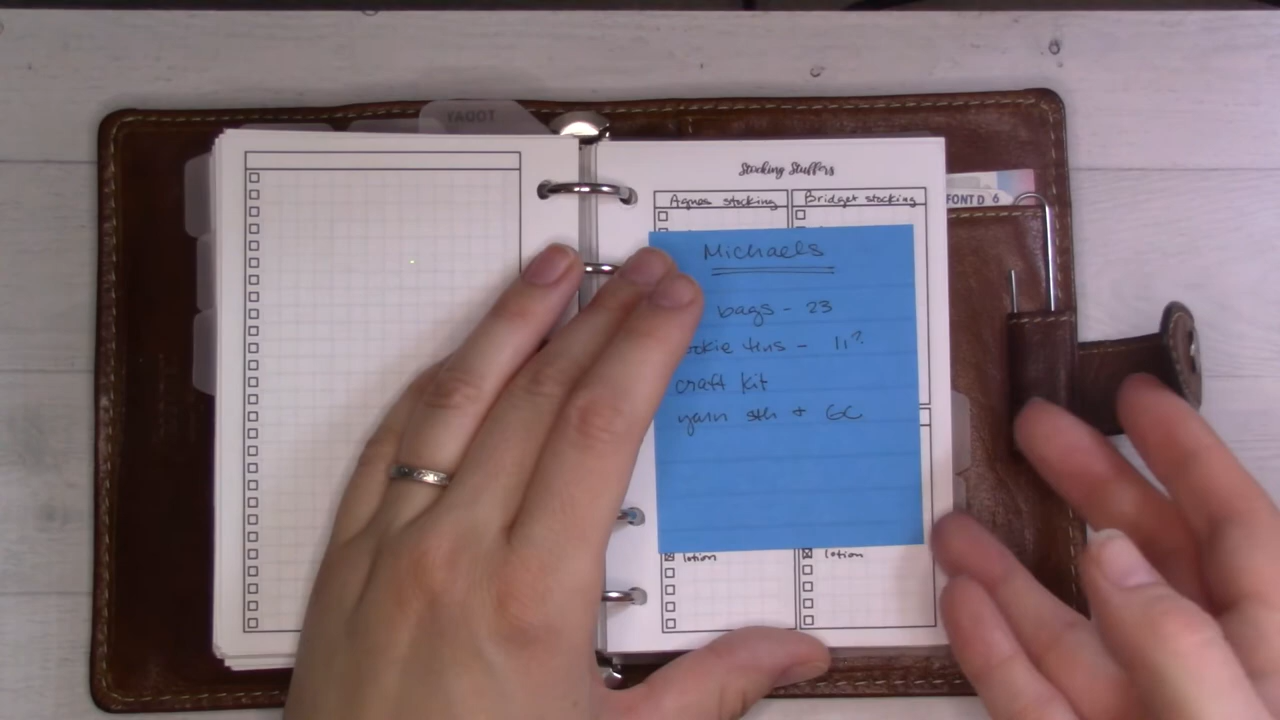 TODAY
Stocking Stuffers
Agnes stocking
Bridget stocking
FONT D 6
Michaels
bags - 23
tins - 11?
craft kit
yarn sth + GC
lotion
lotion